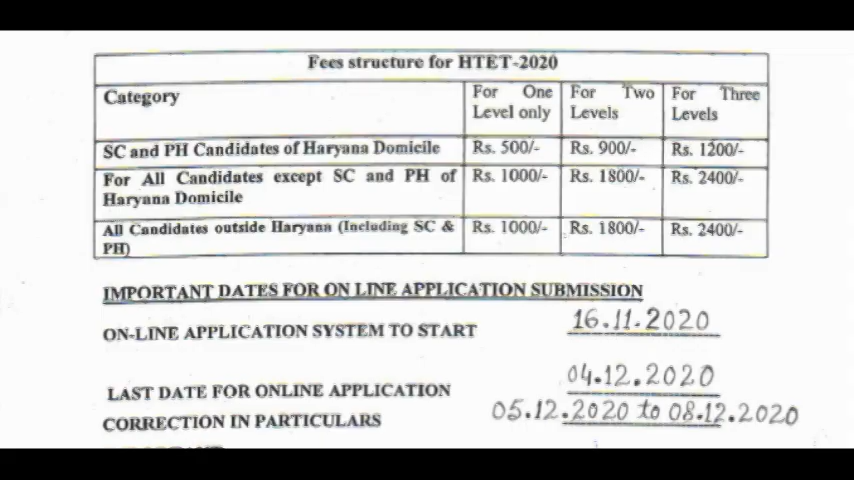 Fees structure for HTET-2020
Category
For One Level only
For Two Levels
For Three Levels
SC and PH Candidates of Haryana Domicile
Rs. 500/-
Rs. 900/-
Rs. 1200/-
For All Candidates except SC and PH of Haryana Domicile
Rs. 1000/-
Rs. 1800/-
Rs. 2400/-
All Candidates outside Haryana (Including SC & PH)
Rs. 1000/-
Rs. 1800/-
Rs. 2400/-
IMPORTANT DATES FOR ON LINE APPLICATION SUBMISSION
ON-LINE APPLICATION SYSTEM TO START 16.11.2020
LAST DATE FOR ONLINE APPLICATION 04.12.2020
CORRECTION IN PARTICULARS 05.12.2020 to 08.12.2020